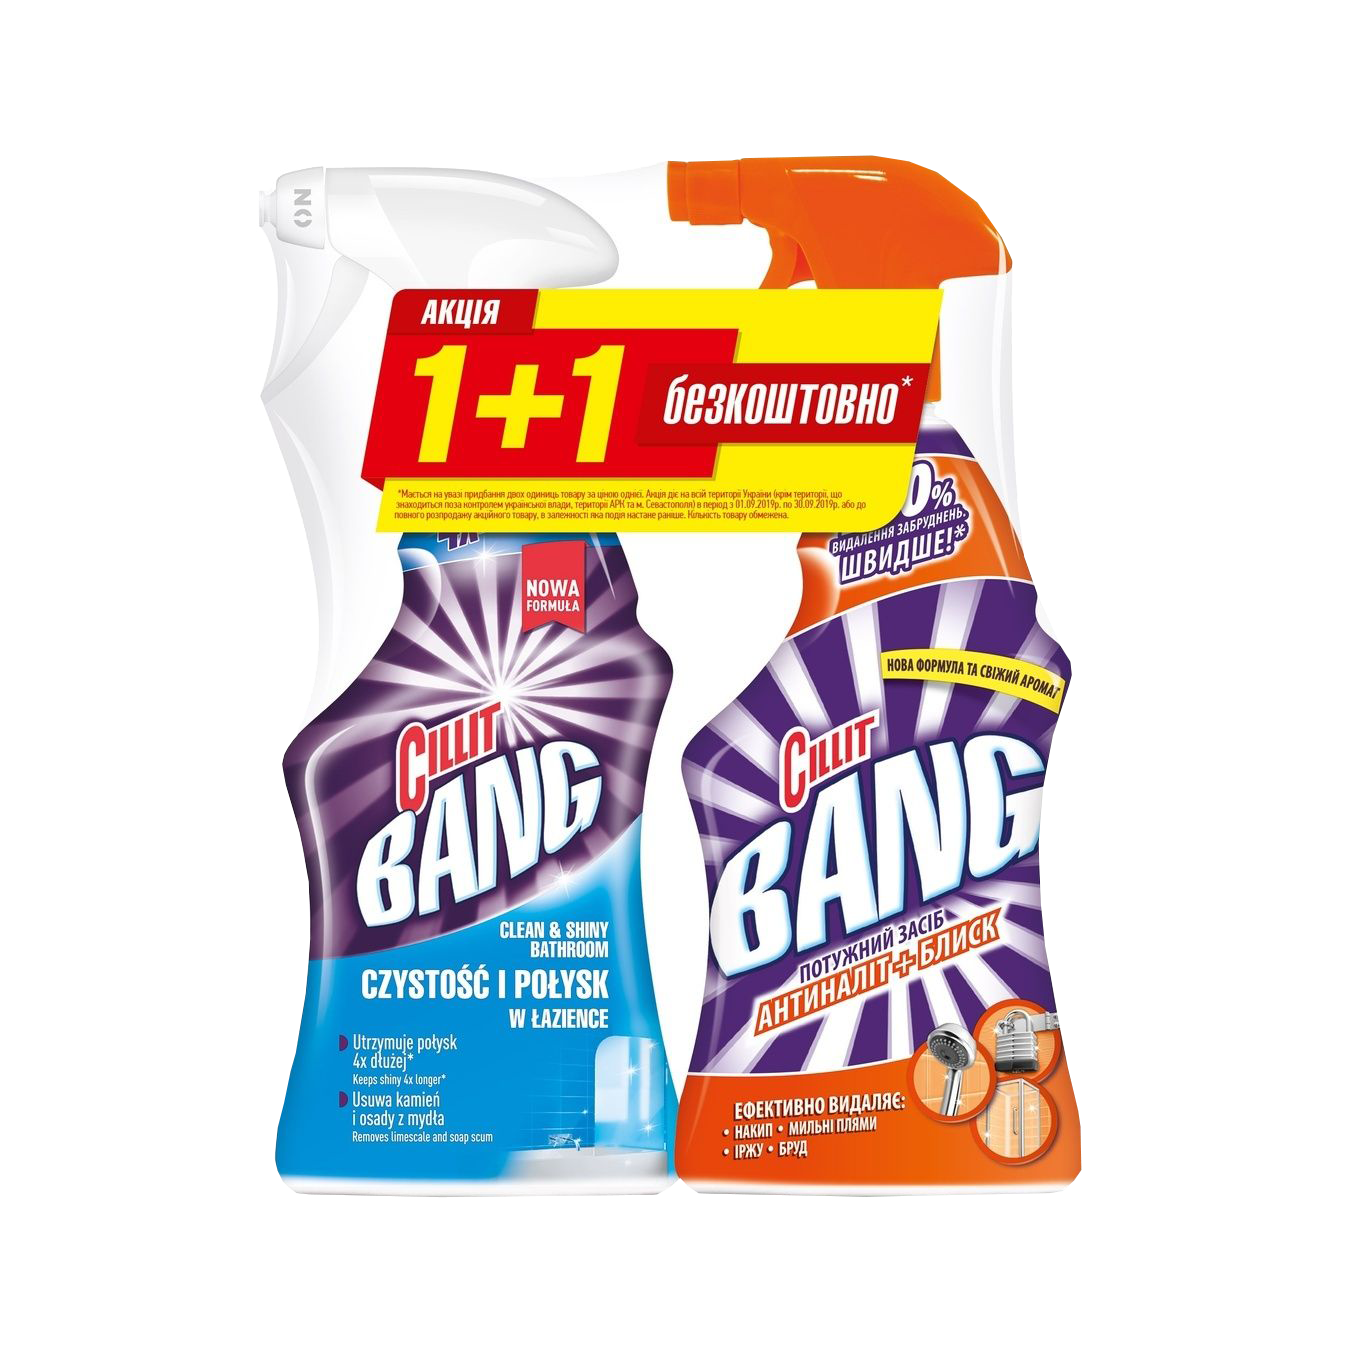 ON
АКЦІЯ
1+1
безкоштовно*
*Мається на увазі придбання двох одиниць товару за ціною однієї. Акція діє на всій території України (крім території, що
знаходиться поза контролем української влади, території АРК та м. Севастополя) в період з 01.09.2019р. по 30.09.2019р. або до
повного розпродажу акційного товару, в залежності яка подія настане раніше. Кількість товару обмежена.
4x
NOWA
FORMUŁA
CILLIT
BANG
CLEAN & SHINY
BATHROOM
CZYSTOŚĆ I POŁYSK
W ŁAZIENCE
Utrzymuje połysk
4x dłużej*
Keeps shiny 4x longer*
Usuwa kamień
i osady z mydła
Removes limescale and soap scum
0%
ВИДАЛЕННЯ ЗАБРУДНЕНЬ.
ШВИДШЕ!*
НОВА ФОРМУЛА ТА СВІЖИЙ АРОМАТ
CILLIT
BANG
ПОТУЖНИЙ ЗАСІБ
АНТИНАЛІТ+БЛИСК
ЕФЕКТИВНО ВИДАЛЯЄ:
• НАКИП • МИЛЬНІ ПЛЯМИ
• ІРЖУ • БРУД